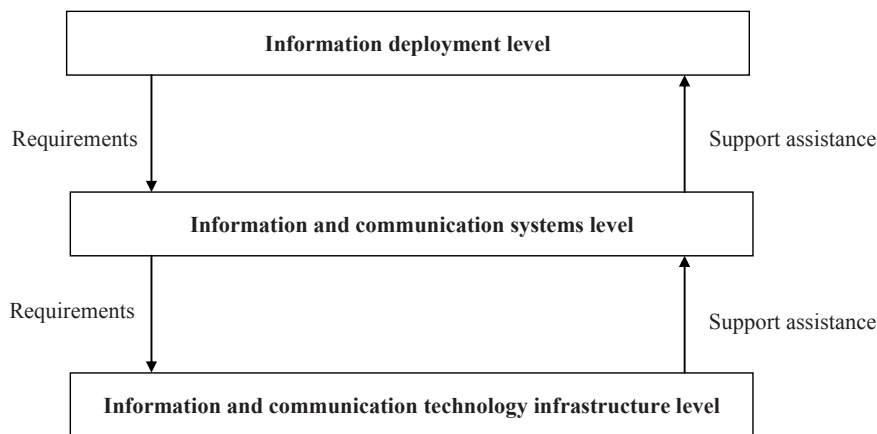 Information deployment level
Requirements
Support assistance
Information and communication systems level
Requirements
Support assistance
Information and communication technology infrastructure level